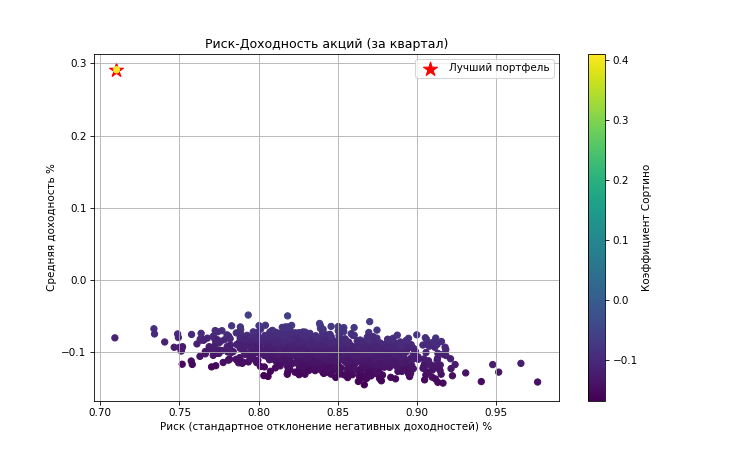 Риск-Доходность акций (за квартал)
Лучший портфель
0.3
0.2
0.1
0.0
−0.1
Средняя доходность %
0.70 0.75 0.80 0.85 0.90 0.95
Риск (стандартное отклонение негативных доходностей) %
0.4
0.3
0.2
0.1
0.0
−0.1
Коэффициент Сортино